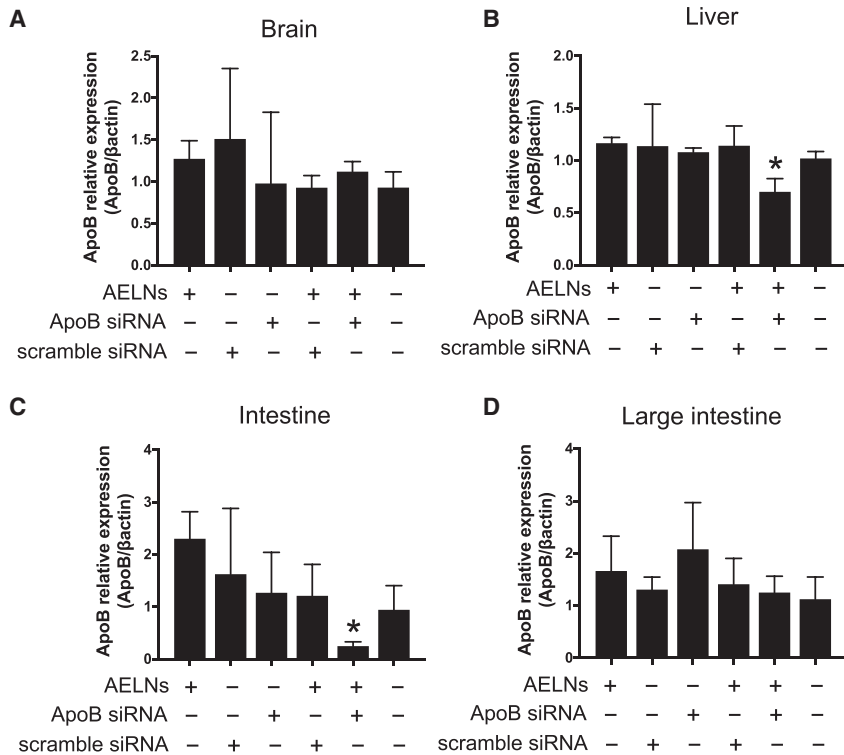 A
Brain
ApoB relative expression
(ApoB/βactin)
2.5
2.0
1.5
1.0
0.5
0.0
AELNs + – – + + –
ApoB siRNA – – + – + –
scramble siRNA – + – + – –
B
Liver
ApoB relative expression
(ApoB/βactin)
2.0
1.5
1.0
0.5
0.0
*
AELNs + – – + + –
ApoB siRNA – – + – + –
scramble siRNA – + – + – –
C
Intestine
ApoB relative expression
(ApoB/βactin)
4
3
2
1
0
*
AELNs + – – + + –
ApoB siRNA – – + – + –
scramble siRNA – + – + – –
D
Large intestine
ApoB relative expression
(ApoB/βactin)
4
3
2
1
0
AELNs + – – + + –
ApoB siRNA – – + – + –
scramble siRNA – + – + – –